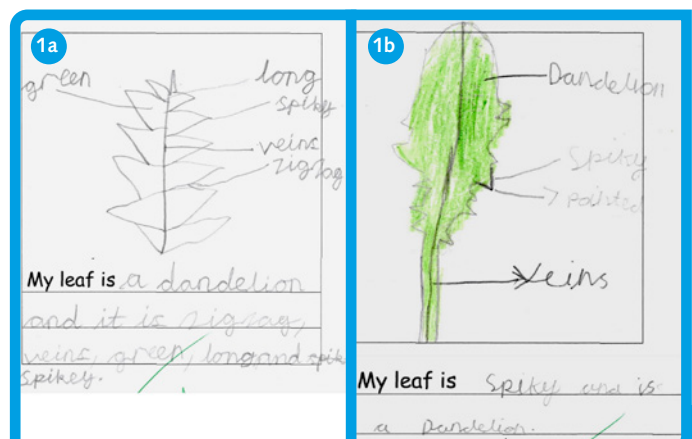 1a
green
long
spiky
veins
zigzag
My leaf is a dandelion
and it is zigzag,
veins, green, long and spik
spikey.
1b
Dandelion
Spiky
pointed
Veins
My leaf is Spiky and is
a Dandelion.